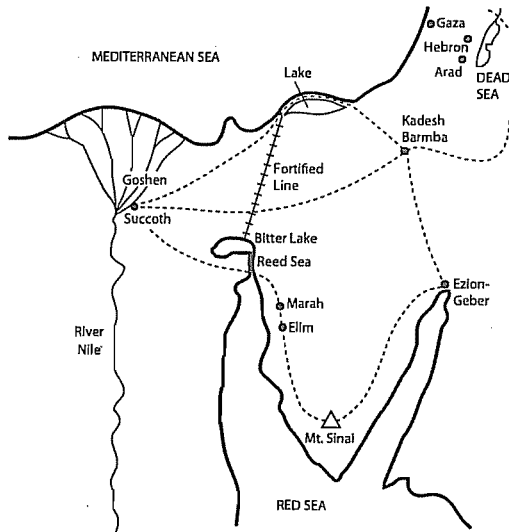 Gaza
MEDITERRANEAN SEA
Hebron
Arad
DEAD
SEA
Lake
Kadesh
Barmba
Goshen
Fortified
Line
Succoth
Bitter Lake
Reed Sea
Ezion-
Geber
Marah
Elim
River
Nile
Mt. Sinai
RED SEA